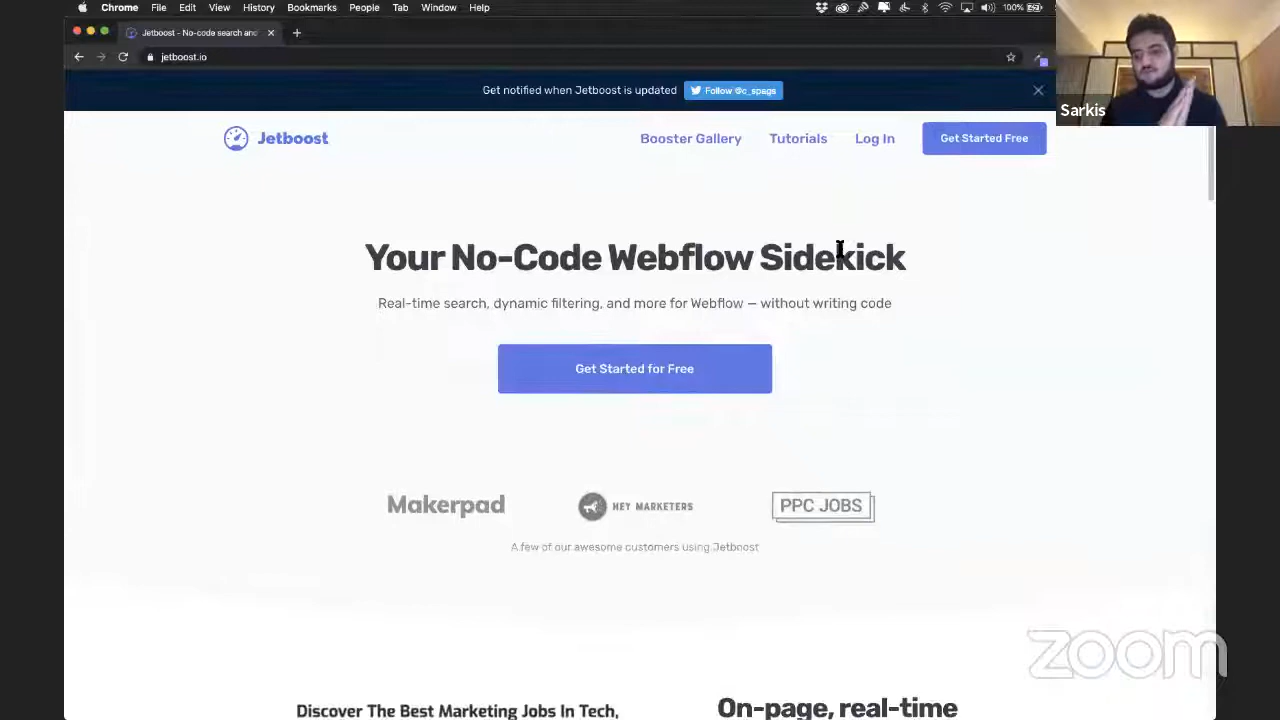 Chrome File Edit View History Bookmarks People Tab Window Help 100%
Jetboost - No-code search and
jetboost.io
Get notified when Jetboost is updated Follow @c_spags
Sarkis
Jetboost Booster Gallery Tutorials Log In Get Started Free
Your No-Code Webflow Sidekick
Real-time search, dynamic filtering, and more for Webflow — without writing code
Get Started for Free
Makerpad HEY MARKETERS PPC JOBS
A few of our awesome customers using Jetboost
zoom
Discover The Best Marketing Jobs In Tech, On-page, real-time